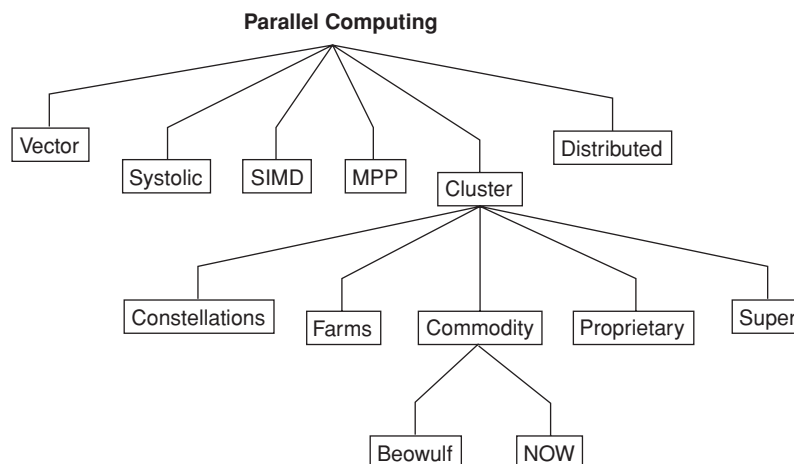 Parallel Computing
Vector
Systolic
SIMD
MPP
Cluster
Distributed
Constellations
Farms
Commodity
Proprietary
Super
Beowulf
NOW